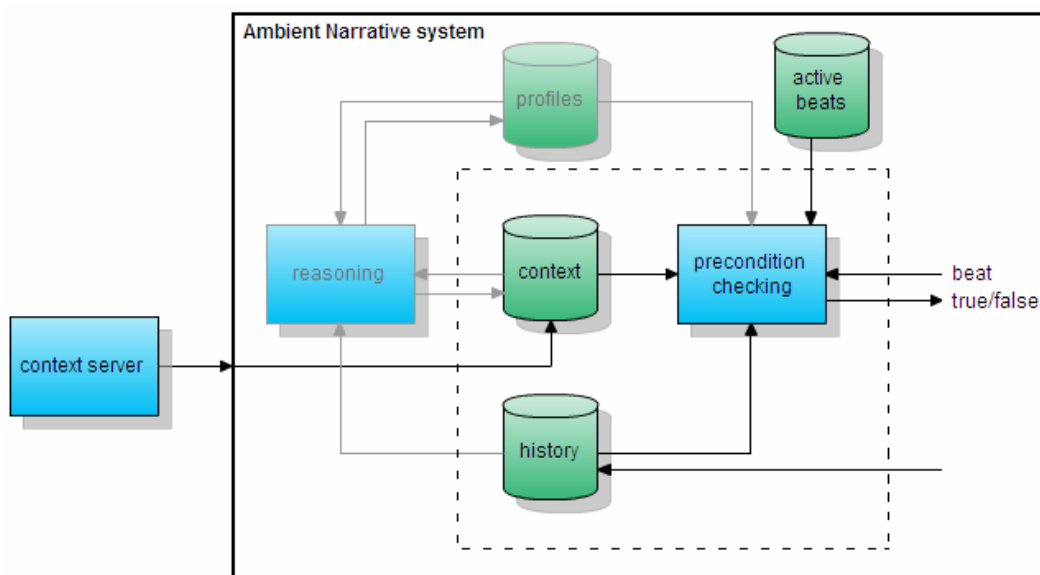 Ambient Narrative system
profiles
active
beats
reasoning
context
precondition
checking
beat
true/false
context server
history